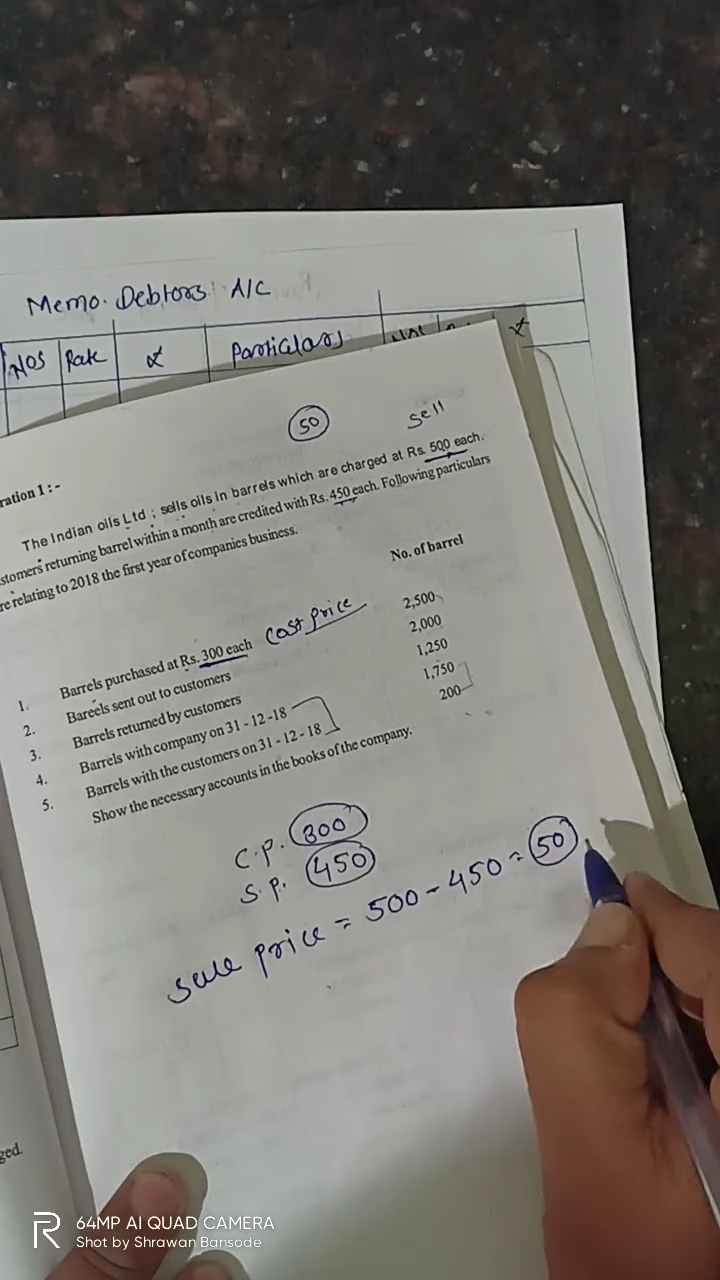 Memo. Debtors A/C
Nos Rate ₹ Particlars ₹
50 sell
ration 1 :-
The Indian oils Ltd ; sells oils in barrels which are charged at Rs. 500 each.
stomers returning barrel within a month are credited with Rs. 450 each. Following particulars
re relating to 2018 the first year of companies business.
No. of barrel
1. Barrels purchased at Rs. 300 each cost price 2,500
2. Bareels sent out to customers 2,000
3. Barrels returned by customers 1,250
4. Barrels with company on 31 - 12 -18 1,750
5. Barrels with the customers on 31 - 12 -18 200
Show the necessary accounts in the books of the company.
C.P. 300
S.P. 450
sale price = 500 - 450 = 50
ged.
64MP AI QUAD CAMERA
Shot by Shrawan Bansode